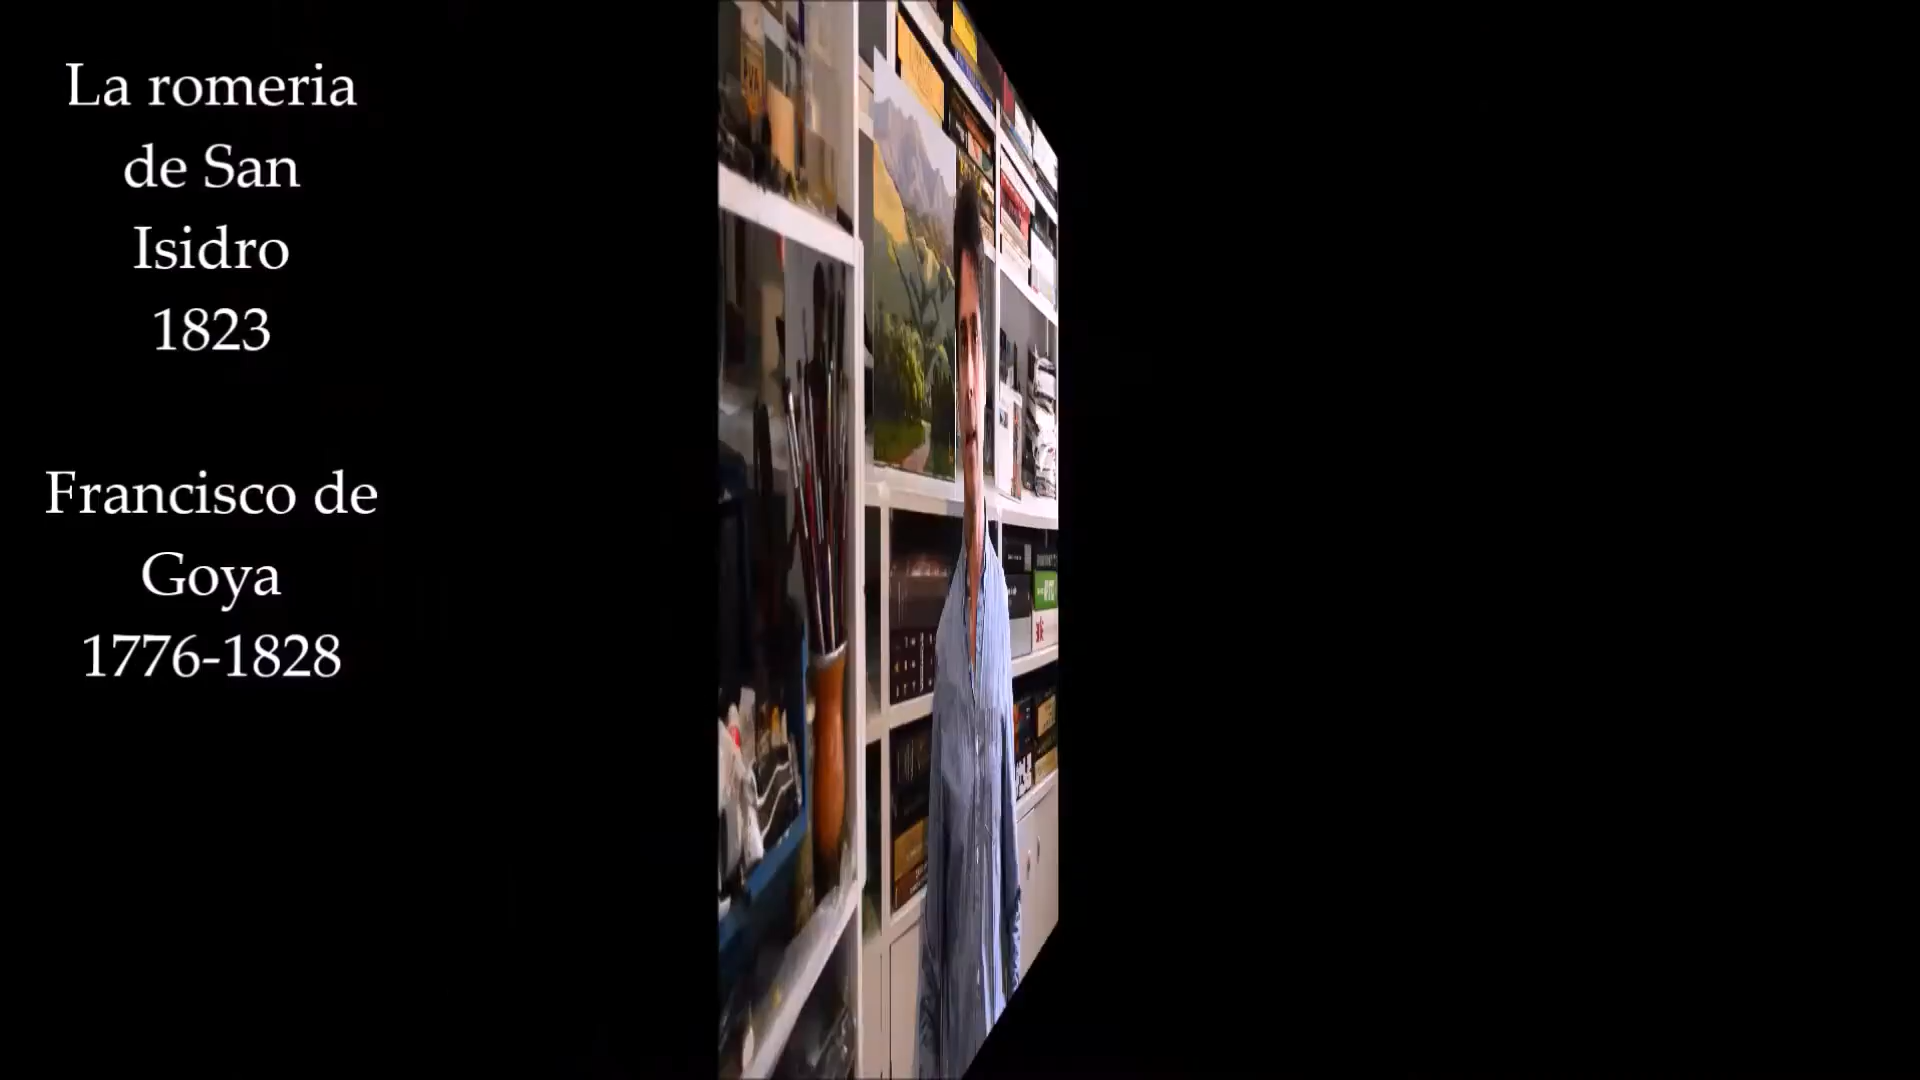 La romeria
de San
Isidro
1823
Francisco de
Goya
1776-1828